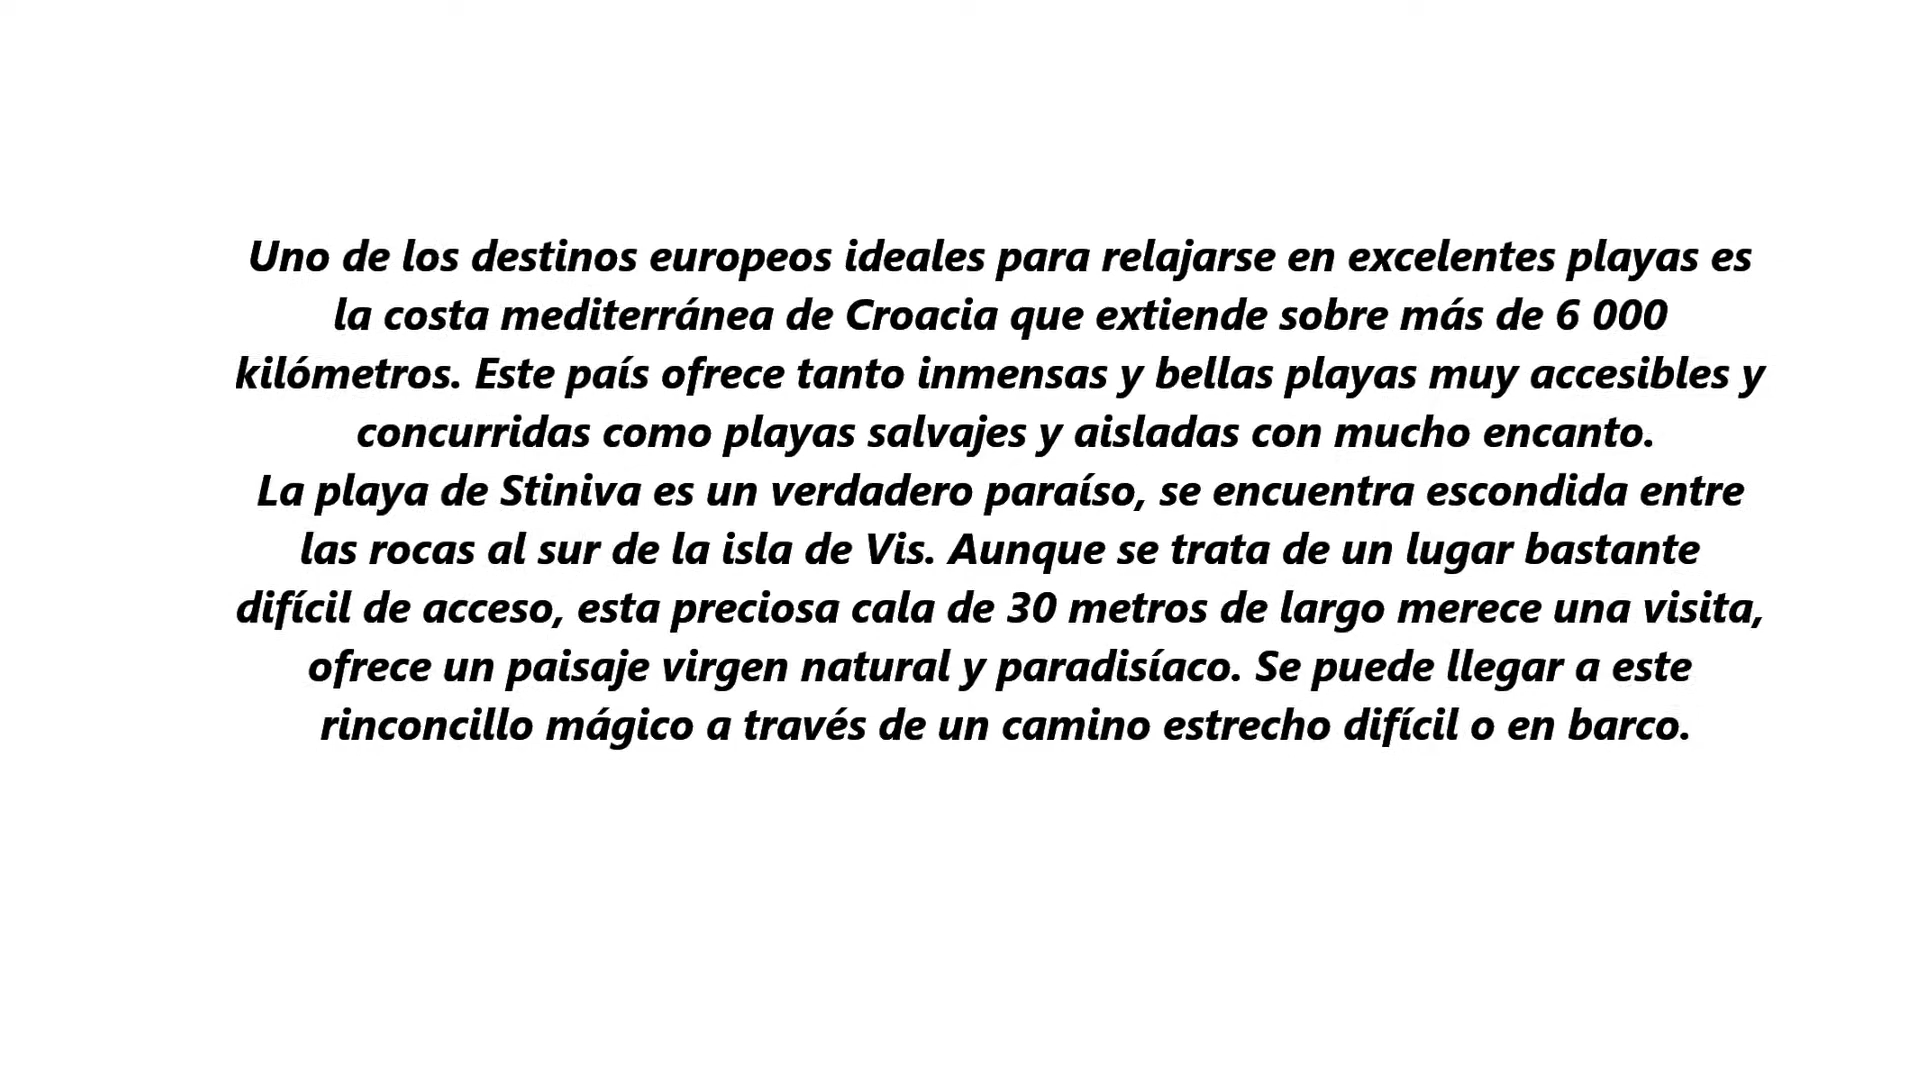 Uno de los destinos europeos ideales para relajarse en excelentes playas es
la costa mediterránea de Croacia que extiende sobre más de 6 000
kilómetros. Este país ofrece tanto inmensas y bellas playas muy accesibles y
concurridas como playas salvajes y aisladas con mucho encanto.
La playa de Stiniva es un verdadero paraíso, se encuentra escondida entre
las rocas al sur de la isla de Vis. Aunque se trata de un lugar bastante
difícil de acceso, esta preciosa cala de 30 metros de largo merece una visita,
ofrece un paisaje virgen natural y paradisíaco. Se puede llegar a este
rinconcillo mágico a través de un camino estrecho difícil o en barco.